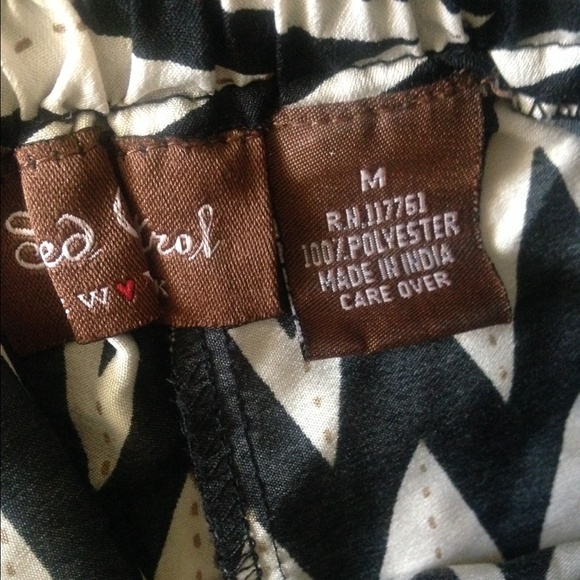 M
R.N.117761
100%.POLYESTER
MADE IN INDIA
CARE OVER